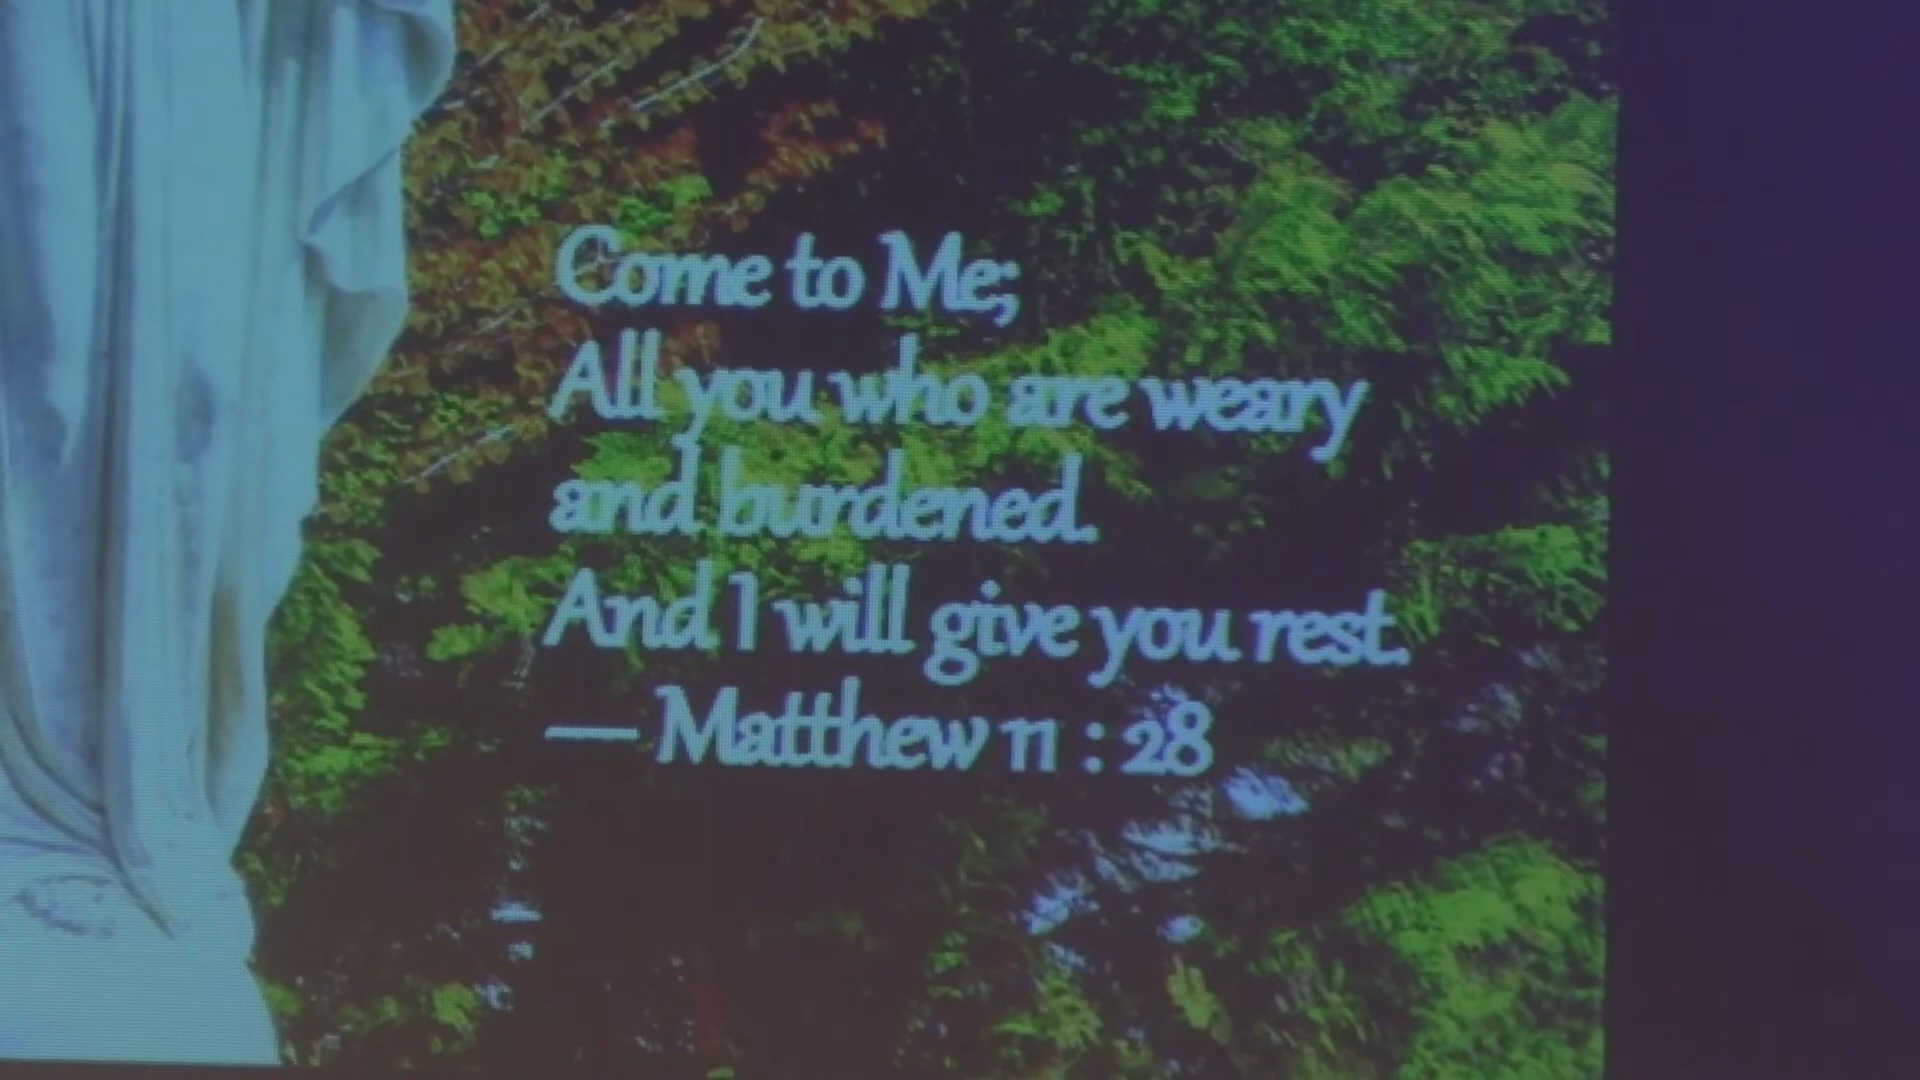 Come to Me;
All you who are weary
and burdened.
And I will give you rest.
— Matthew 11 : 28